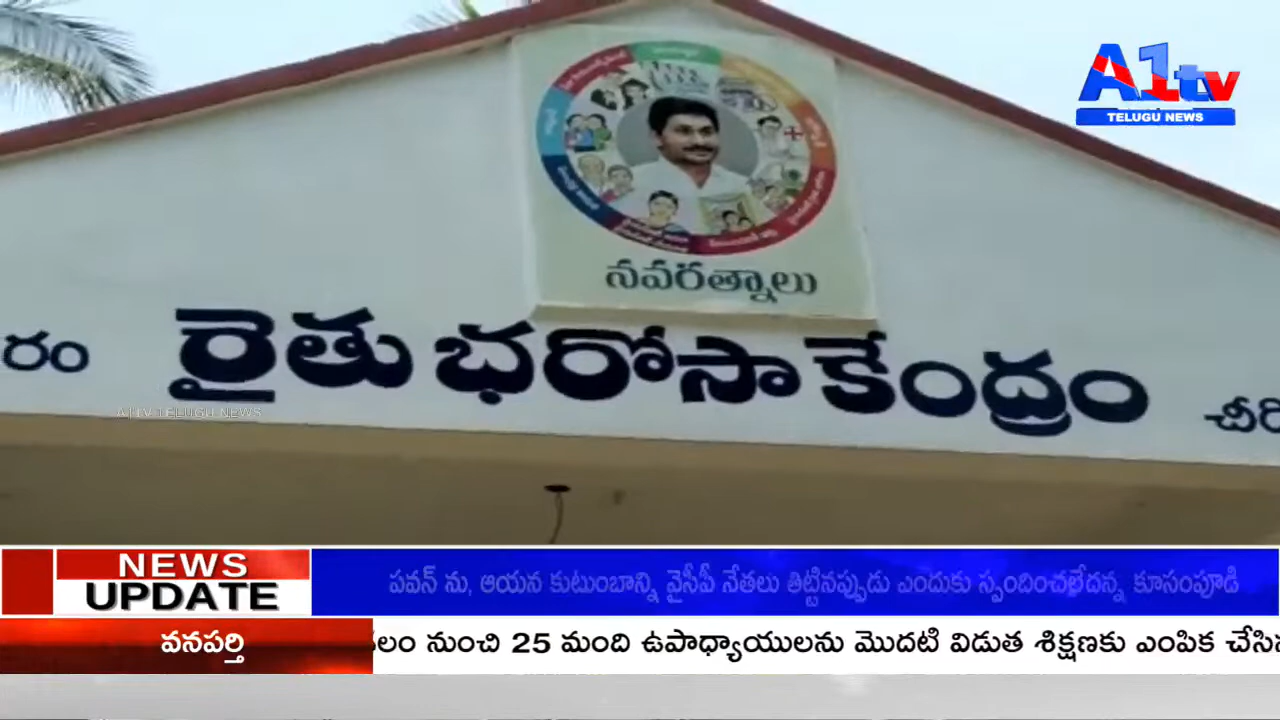 A1tv
TELUGU NEWS
నవరత్నాలు
రం రైతు భరోసా కేంద్రం చీర
A1tv TELUGU NEWS
NEWS
UPDATE
పవన్ ను, ఆయన కుటుంబాన్ని వైసీపీ నేతలు తిట్టినప్పుడు ఎందుకు స్పందించలేదన్న కూసంపూడి
వనపర్తి
లం నుంచి 25 మంది ఉపాధ్యాయులను మొదటి విడుత శిక్షణకు ఎంపిక చేసి